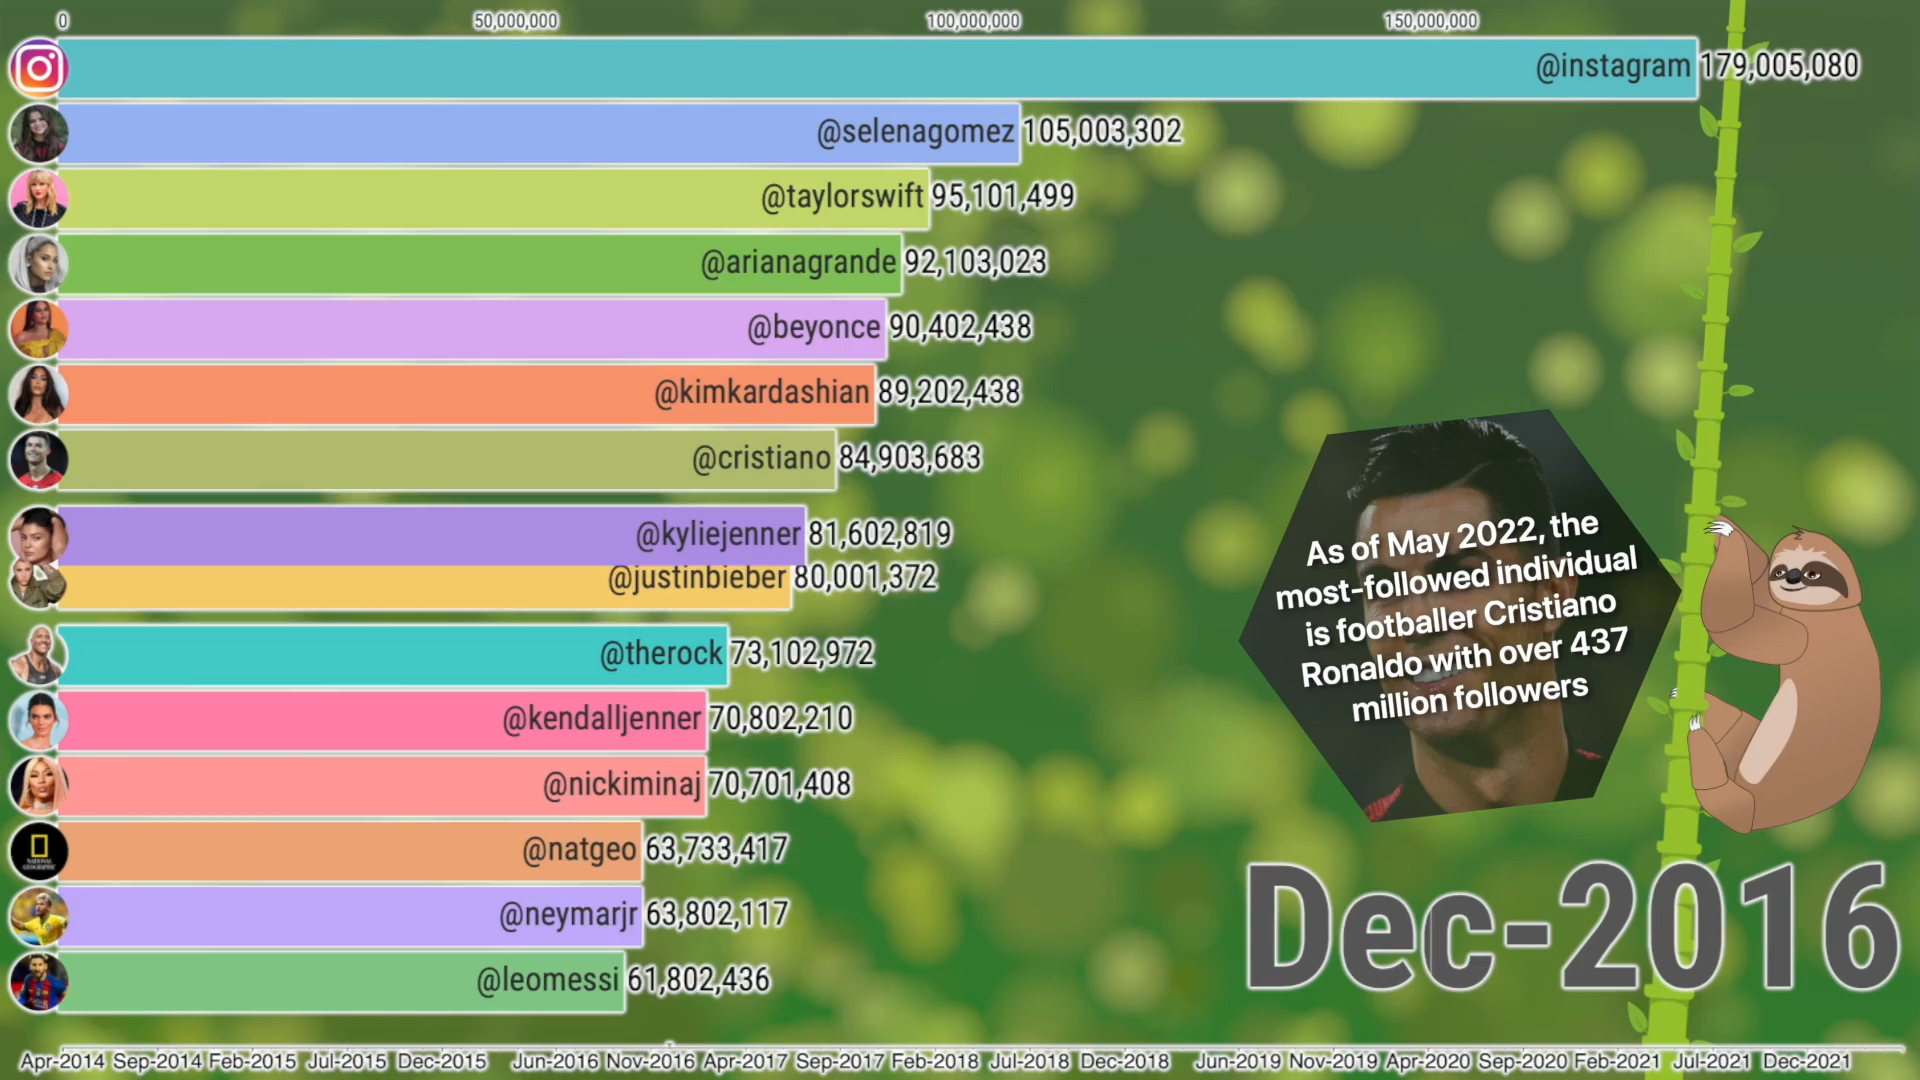 0 50,000,000 100,000,000 150,000,000
@instagram 179,005,080
@selenagomez 105,003,302
@taylorswift 95,101,499
@arianagrande 92,103,023
@beyonce 90,402,438
@kimkardashian 89,202,438
@cristiano 84,903,683
@kyliejenner 81,602,819
@justinbieber 80,001,372
@therock 73,102,972
@kendalljenner 70,802,210
@nickiminaj 70,701,408
NATIONAL
GEOGRAPHIC
@natgeo 63,733,417
@neymarjr 63,802,117
@leomessi 61,802,436
As of May 2022, the
most-followed individual
is footballer Cristiano
Ronaldo with over 437
million followers
Dec-2016
Apr-2014 Sep-2014 Feb-2015 Jul-2015 Dec-2015 Jun-2016 Nov-2016 Apr-2017 Sep-2017 Feb-2018 Jul-2018 Dec-2018 Jun-2019 Nov-2019 Apr-2020 Sep-2020 Feb-2021 Jul-2021 Dec-2021